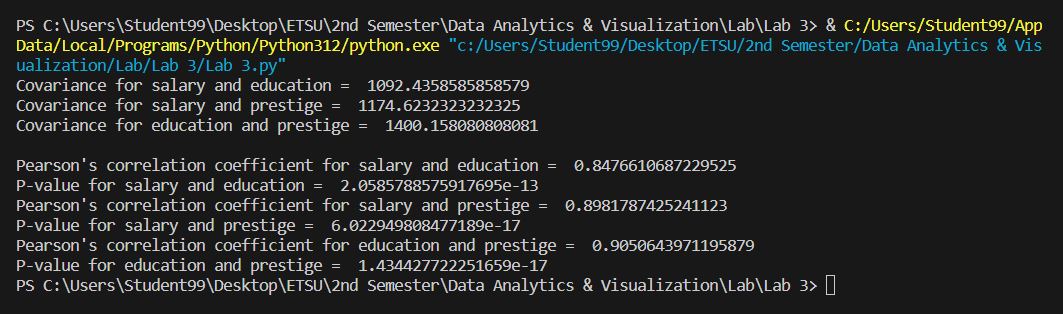 PS C:\Users\Student99\Desktop\ETSU\2nd Semester\Data Analytics & Visualization\Lab\Lab 3> & C:/Users/Student99/App
Data/Local/Programs/Python/Python312/python.exe "c:/Users/Student99/Desktop/ETSU/2nd Semester/Data Analytics & Vis
ualization/Lab/Lab 3/Lab 3.py"
Covariance for salary and education =  1092.4358585858579
Covariance for salary and prestige =  1174.6232323232325
Covariance for education and prestige =  1400.158080808081
Pearson's correlation coefficient for salary and education =  0.8476610687229525
P-value for salary and education =  2.0585788575917695e-13
Pearson's correlation coefficient for salary and prestige =  0.8981787425241123
P-value for salary and prestige =  6.022949808477189e-17
Pearson's correlation coefficient for education and prestige =  0.9050643971195879
P-value for education and prestige =  1.434427722251659e-17
PS C:\Users\Student99\Desktop\ETSU\2nd Semester\Data Analytics & Visualization\Lab\Lab 3>